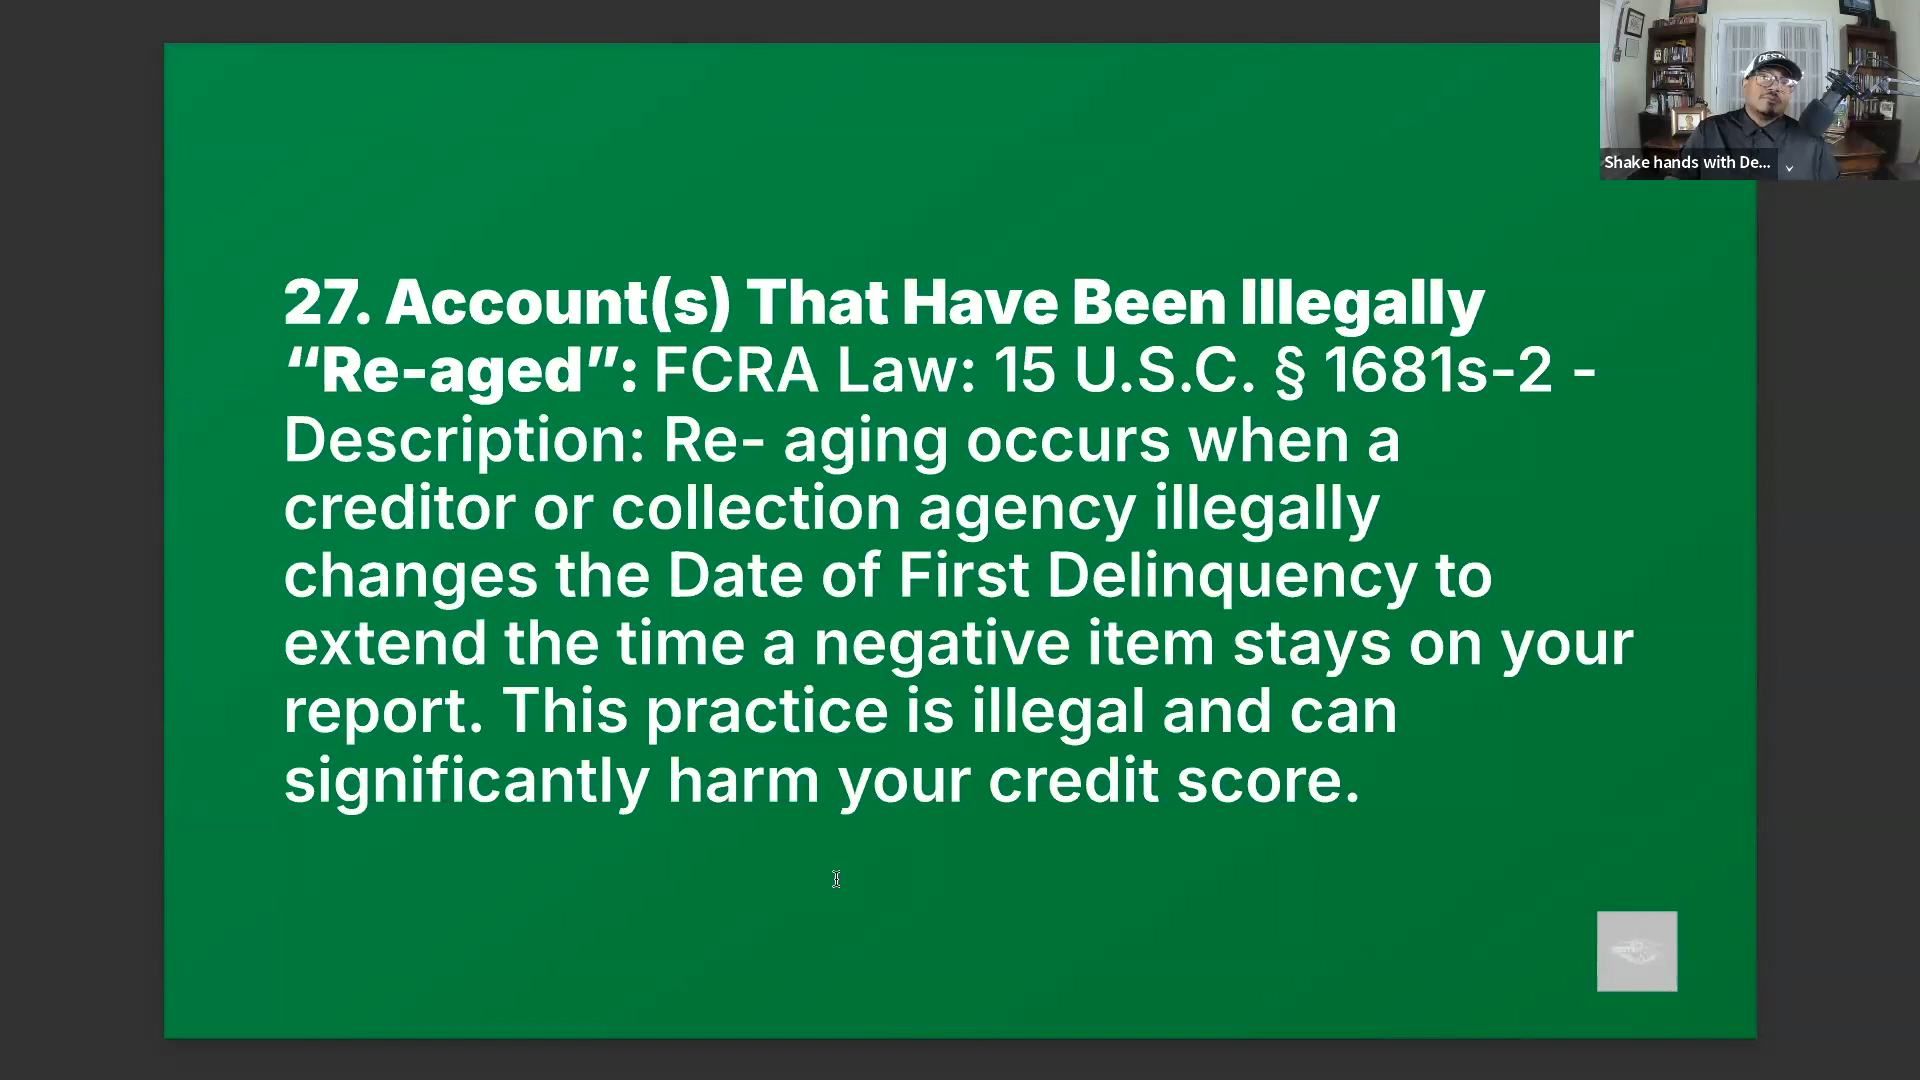 Shake hands with De...
27. Account(s) That Have Been Illegally
“Re-aged”: FCRA Law: 15 U.S.C. § 1681s-2 -
Description: Re- aging occurs when a
creditor or collection agency illegally
changes the Date of First Delinquency to
extend the time a negative item stays on your
report. This practice is illegal and can
significantly harm your credit score.